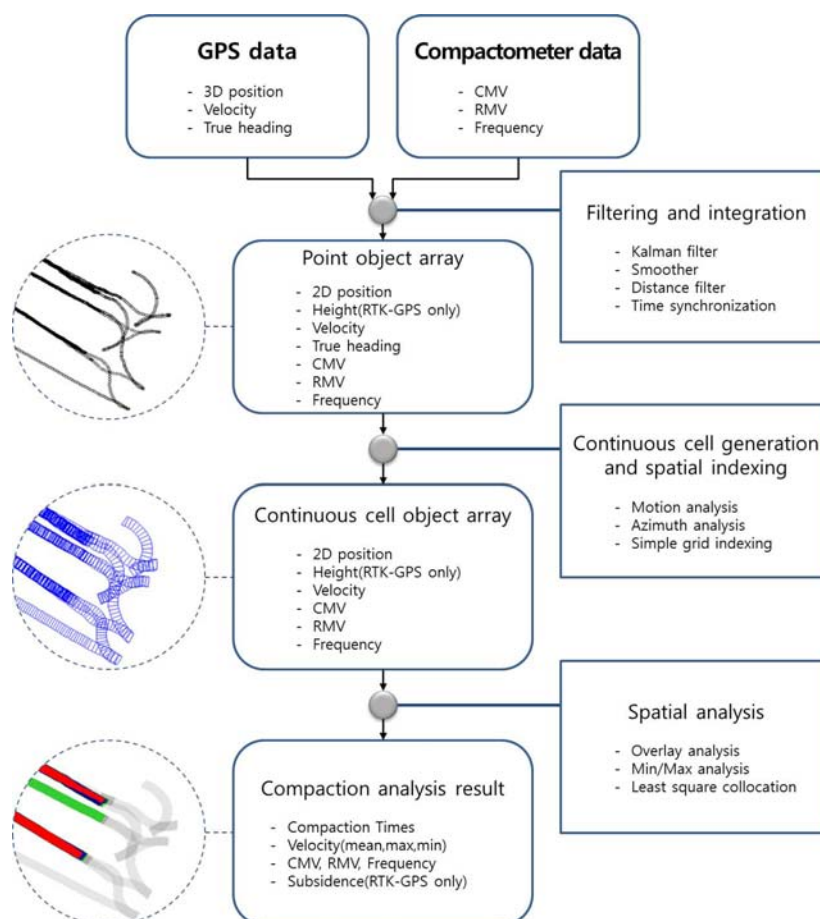 GPS data
- 3D position
- Velocity
- True heading
Compactometer data
- CMV
- RMV
- Frequency
Filtering and integration
- Kalman filter
- Smoother
- Distance filter
- Time synchronization
Point object array
- 2D position
- Height(RTK-GPS only)
- Velocity
- True heading
- CMV
- RMV
- Frequency
Continuous cell generation
and spatial indexing
- Motion analysis
- Azimuth analysis
- Simple grid indexing
Continuous cell object array
- 2D position
- Height(RTK-GPS only)
- Velocity
- CMV
- RMV
- Frequency
Spatial analysis
- Overlay analysis
- Min/Max analysis
- Least square collocation
Compaction analysis result
- Compaction Times
- Velocity(mean,max,min)
- CMV, RMV, Frequency
- Subsidence(RTK-GPS only)